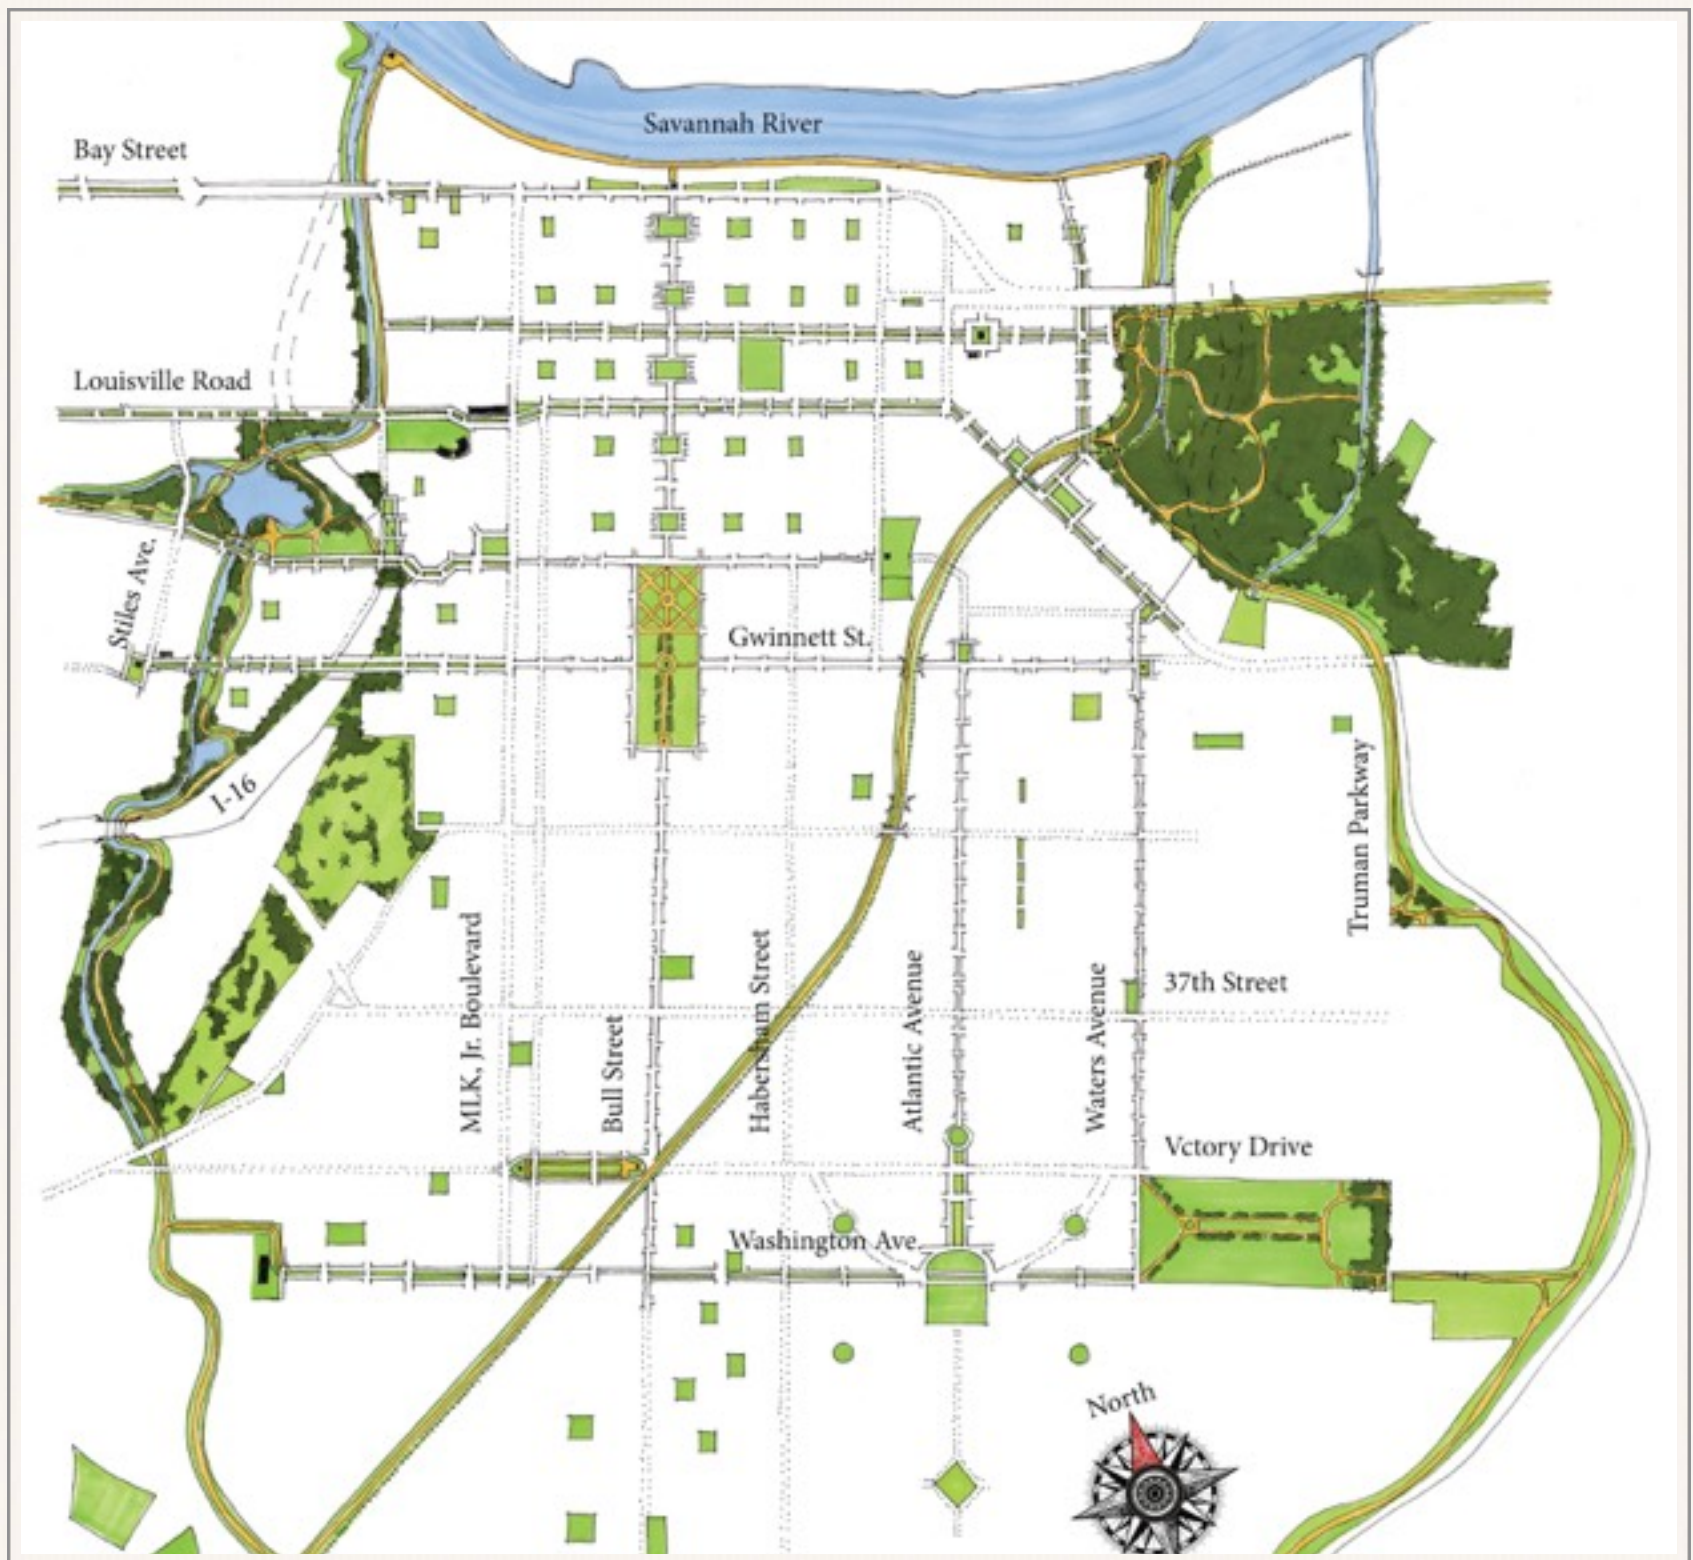 Savannah River
Bay Street
Louisville Road
Stiles Ave.
Gwinnett St.
I-16
Truman Parkway
MLK, Jr. Boulevard
Bull Street
Habersham Street
Atlantic Avenue
Waters Avenue
37th Street
Vctory Drive
Washington Ave.
North